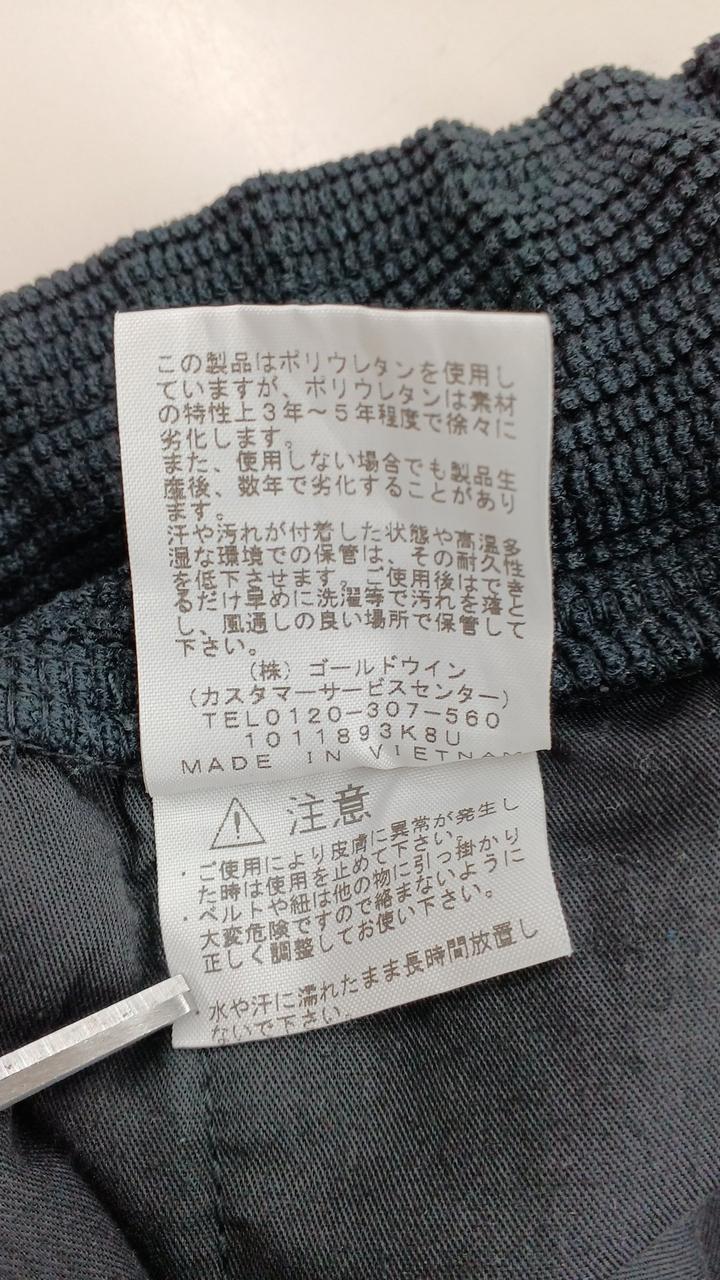 この製品はポリウレタンを使用し
ていますが、ポリウレタンは素材
の特性上3年～5年程度で徐々に
劣化します。
また、使用しない場合でも製品生
産後、数年で劣化することがあり
ます。
汗や汚れが付着した状態や高温多
湿な環境での保管は、その耐久性
を低下させます。ご使用後はでき
るだけ早めに洗濯等で汚れを落と
し、風通しの良い場所で保管して
下さい。
(株) ゴールドウイン
(カスタマーサービスセンター)
TEL0120-307-560
1011893K8U
MADE IN VIETNAM
注意
・ご使用により皮膚に異常が発生し
た時は使用を止めて下さい。
・ベルトや紐は他の物に引っ掛かり
大変危険ですので絡まないように
正しく調整してお使い下さい。
・水や汗に濡れたまま長時間放置し
ないで下さい。